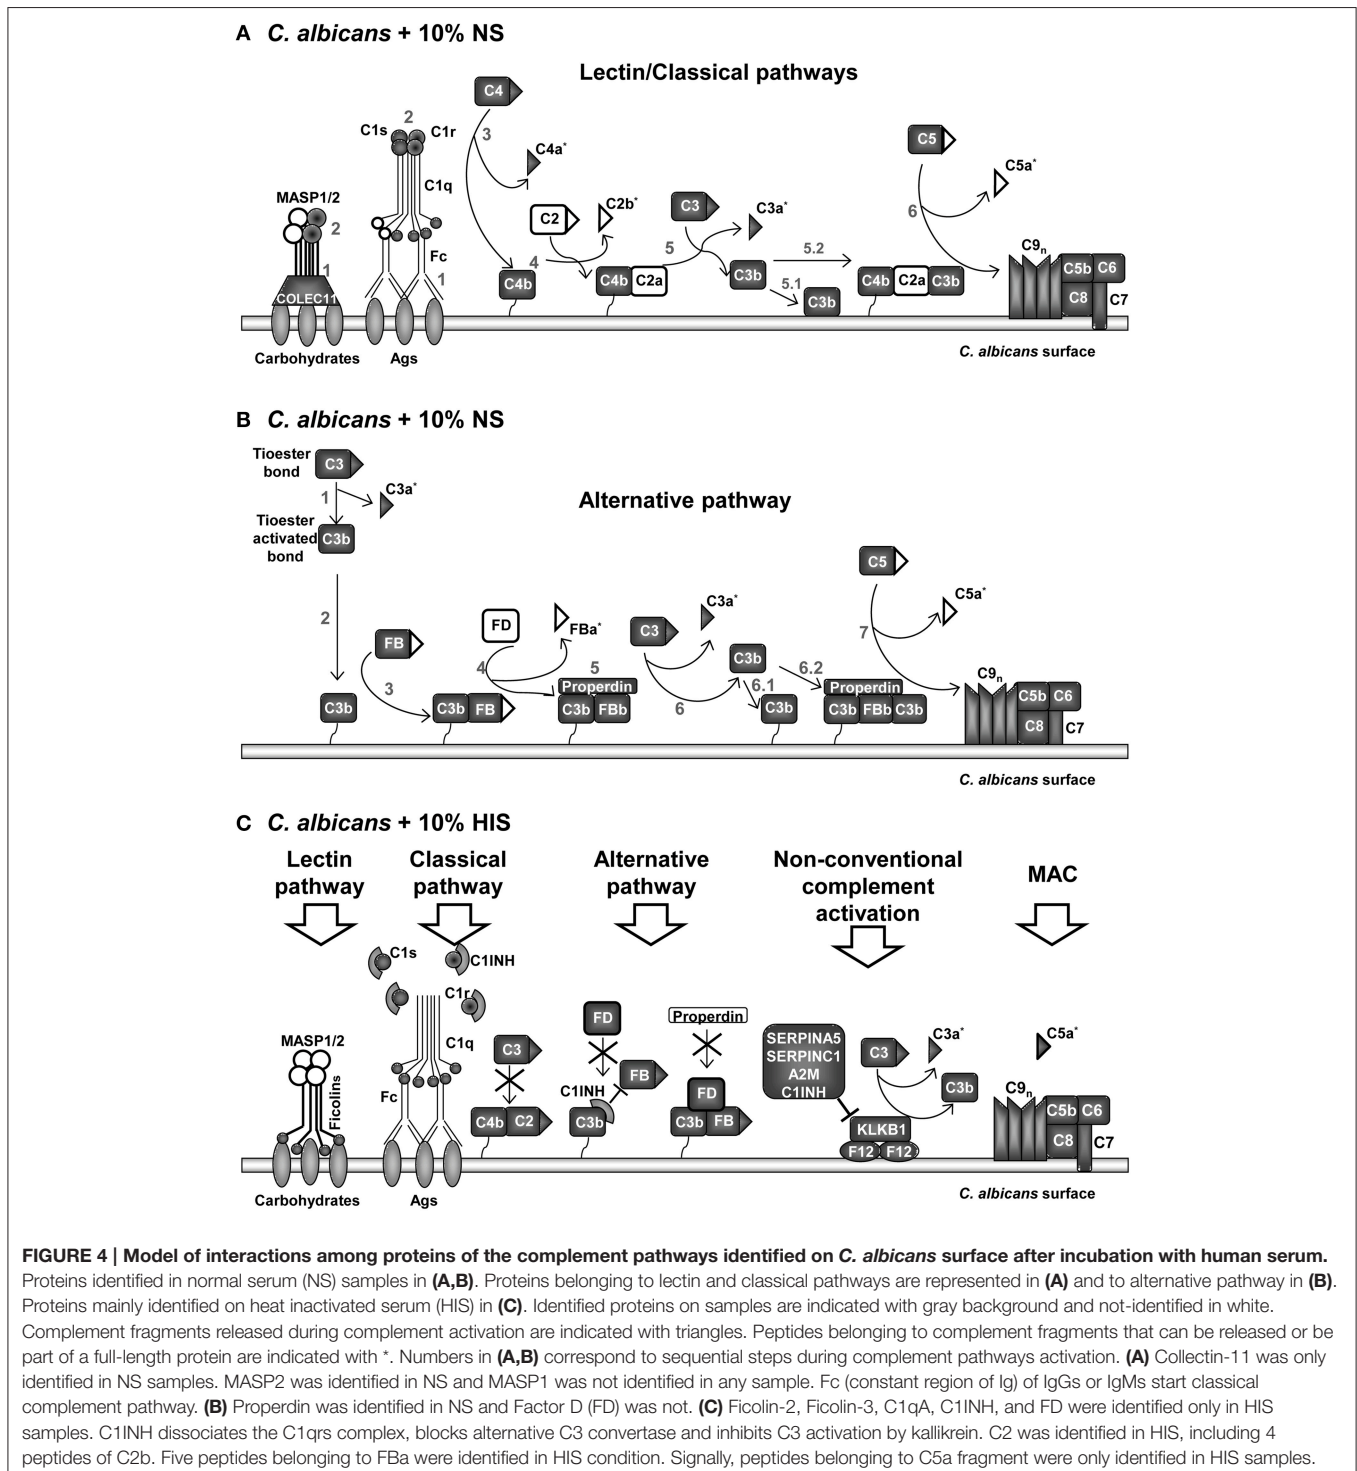 A C. albicans + 10% NS
Lectin/Classical pathways
C4
C5
2
C1s
C1r
3
C4a*
C5a*
C1q
MASP1/2
C2
C2b*
C3
C3a*
6
2
Fc
C9n
5
5.2
4
C5b
C6
1
1
C4b
C4b
C2a
C3b
C4b
C2a
C3b
COLEC11
5.1
C3b
C8
C7
Carbohydrates
Ags
C. albicans surface
B C. albicans + 10% NS
Tioester
bond
C3
C3a*
1
Alternative pathway
Tioester
activated
bond
C3b
C5
C5a*
2
FD
FBa*
C3
C3a*
7
FB
4
5
C3b
6.2
C9n
3
Properdin
6.1
Properdin
C5b
C6
C3b
C3b
FB
C3b
FBb
6
C3b
C3b
FBb
C3b
C8
C7
C. albicans surface
C C. albicans + 10% HIS
Lectin
pathway
Classical
pathway
Alternative
pathway
Non-conventional
complement
activation
MAC
C1s
C1INH
C1r
FD
Properdin
MASP1/2
C1q
C3
SERPINA5
SERPINC1
A2M
C1INH
C3
C3a*
C5a*
Ficolins
Fc
C1INH
FB
FD
C3b
C9n
C4b
C2
C3b
C3b
FB
KLKB1
F12
F12
C5b
C6
C8
C7
Carbohydrates
Ags
C. albicans surface
FIGURE 4 | Model of interactions among proteins of the complement pathways identified on C. albicans surface after incubation with human serum.
Proteins identified in normal serum (NS) samples in (A,B). Proteins belonging to lectin and classical pathways are represented in (A) and to alternative pathway in (B).
Proteins mainly identified on heat inactivated serum (HIS) in (C). Identified proteins on samples are indicated with gray background and not-identified in white.
Complement fragments released during complement activation are indicated with triangles. Peptides belonging to complement fragments that can be released or be
part of a full-length protein are indicated with *. Numbers in (A,B) correspond to sequential steps during complement pathways activation. (A) Collectin-11 was only
identified in NS samples. MASP2 was identified in NS and MASP1 was not identified in any sample. Fc (constant region of Ig) of IgGs or IgMs start classical
complement pathway. (B) Properdin was identified in NS and Factor D (FD) was not. (C) Ficolin-2, Ficolin-3, C1qA, C1INH, and FD were identified only in HIS
samples. C1INH dissociates the C1qrs complex, blocks alternative C3 convertase and inhibits C3 activation by kallikrein. C2 was identified in HIS, including 4
peptides of C2b. Five peptides belonging to FBa were identified in HIS condition. Signally, peptides belonging to C5a fragment were only identified in HIS samples.